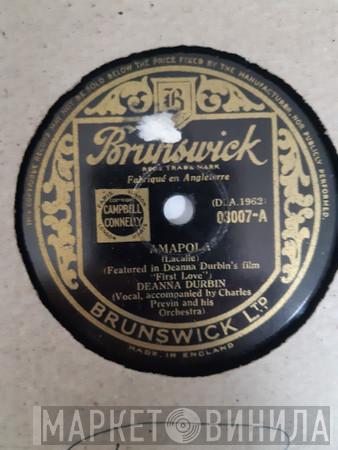 B
Brunswick
REGD TRADE MARK
Fabriqué en Angleterre
CAMPBELL
CONNELLY
(D.A.1962)
03007-A
AMAPOLA
(Lacalle)
(Featured in Deanna Durbin's film
"First Love")
DEANNA DURBIN
(Vocal, accompanied by Charles
Previn and his
Orchestra)
BRUNSWICK LTD
MADE IN ENGLAND
МАРКЕТ ВИНИЛА